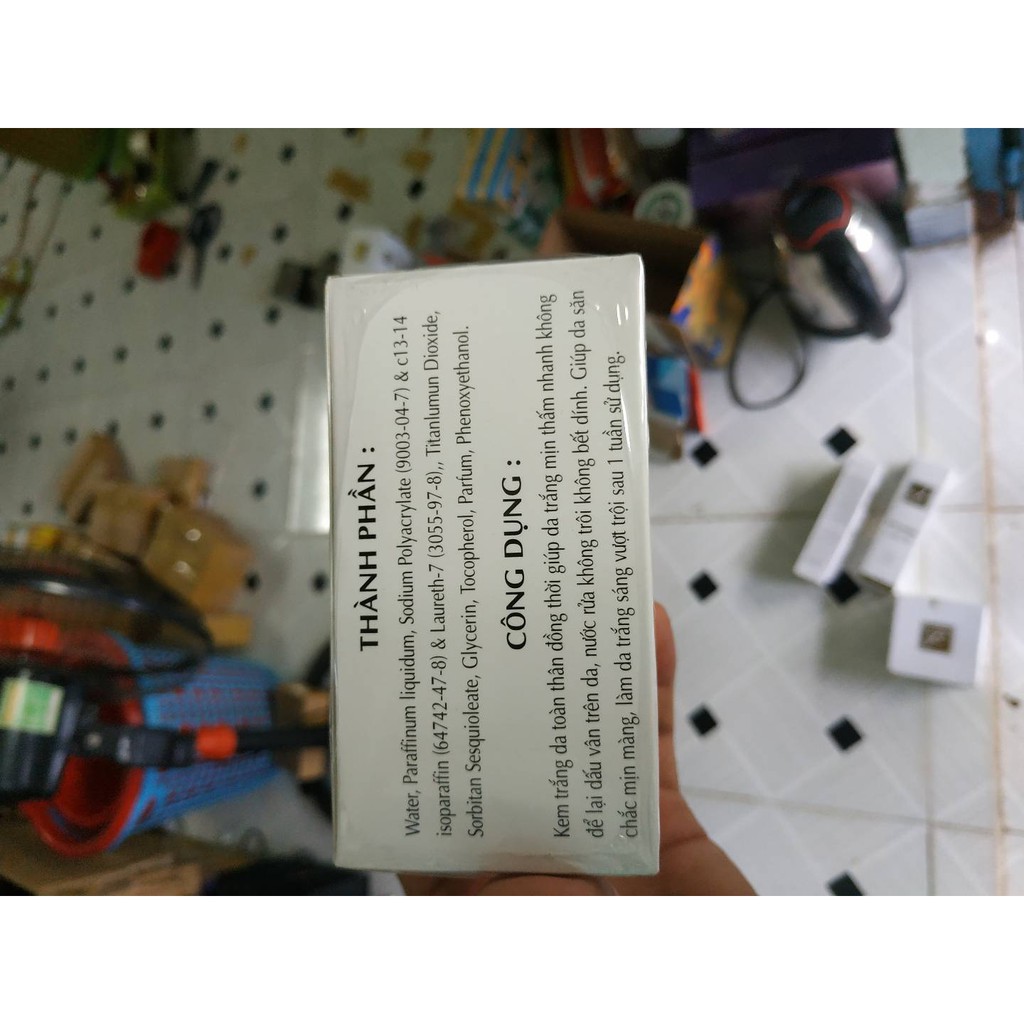 THÀNH PHẦN :
Water, Paraffinum liquidum, Sodium Polyacrylate (9003-04-7) & c13-14
isoparaffin (64742-47-8) & Laureth-7 (3055-97-8),, Titanlumun Dioxide,
Sorbitan Sesquioleate, Glycerin, Tocopherol, Parfum, Phenoxyethanol.
CÔNG DỤNG :
Kem trắng da toàn thân đồng thời giúp da trắng mịn thấm nhanh không
để lại dấu vân trên da, nước rửa không trôi không bết dính. Giúp da săn
chắc mịn màng, làm da trắng sáng vượt trội sau 1 tuần sử dụng.